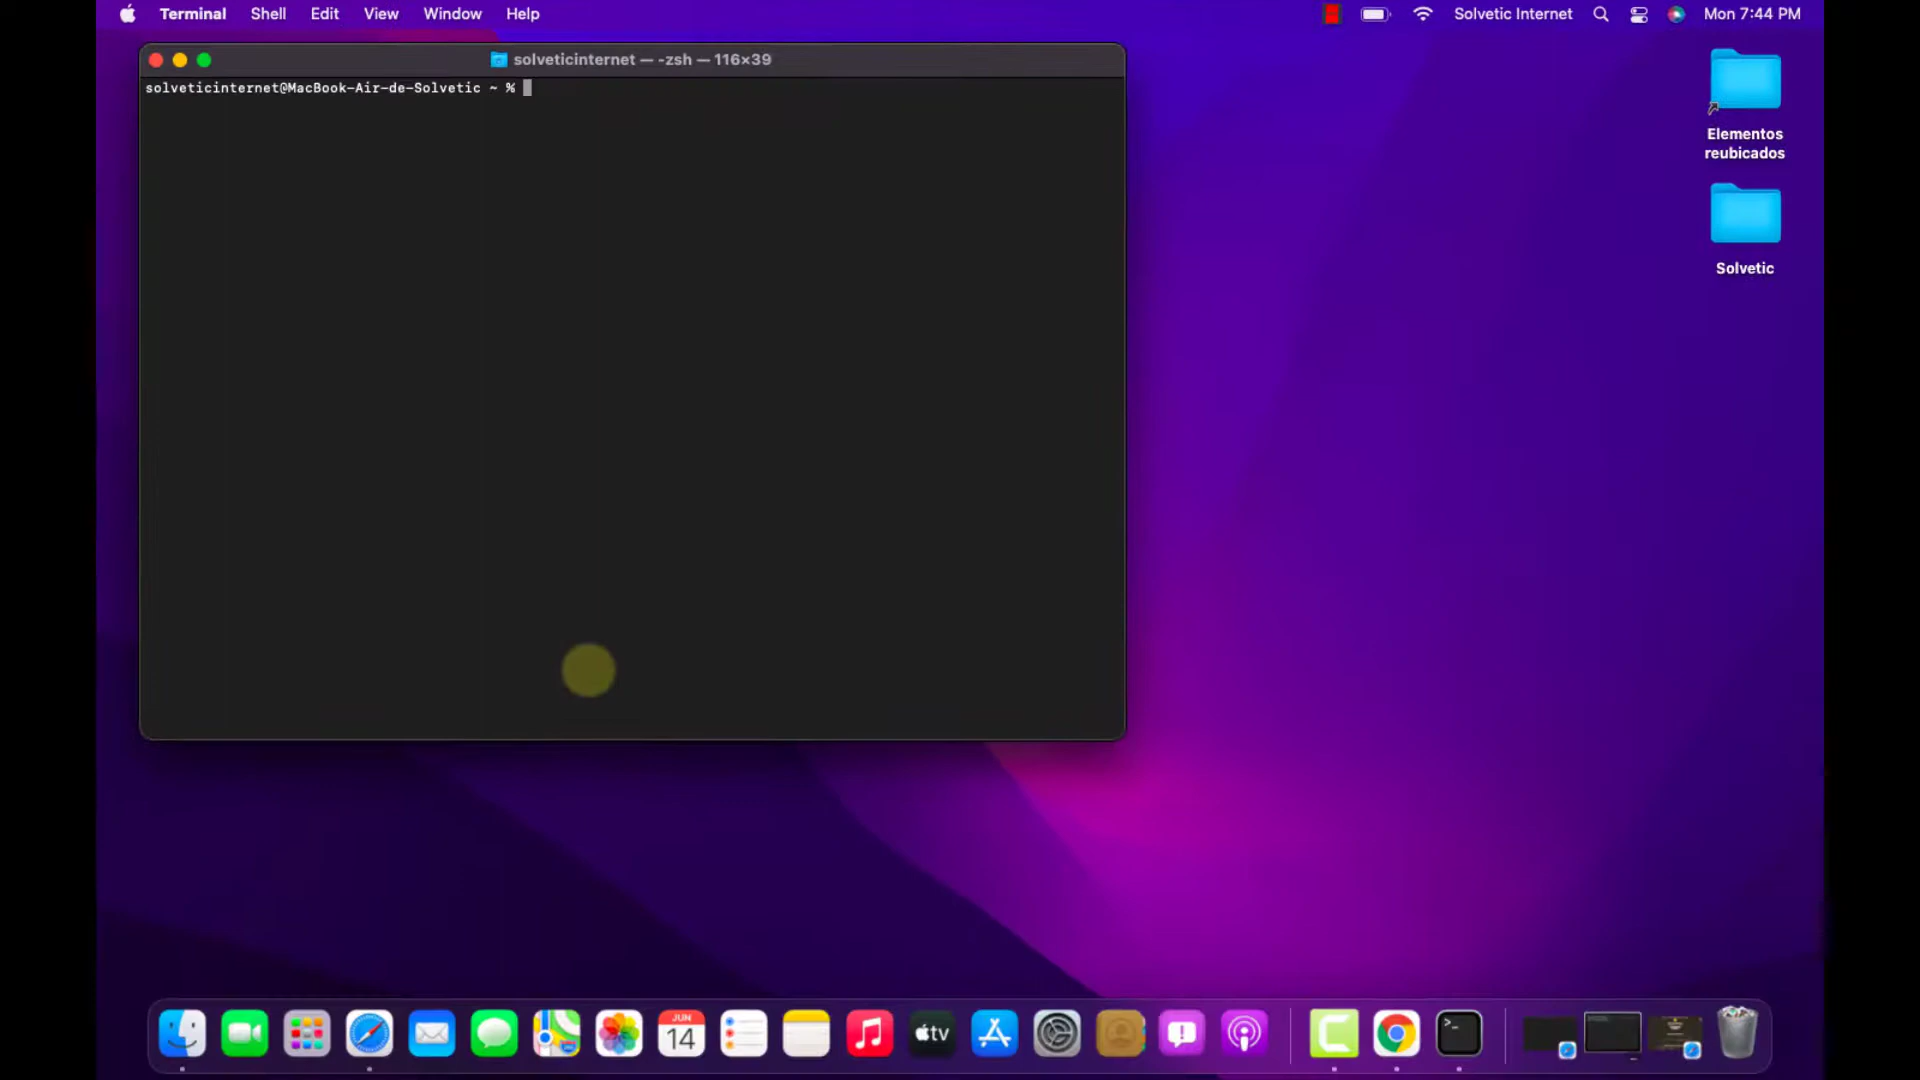 Terminal Shell Edit View Window Help Solvetic Internet Mon 7:44 PM
solveticinternet — -zsh — 116×39
solveticinternet@MacBook-Air-de-Solvetic ~ %
Elementos
reubicados
Solvetic
JUN
14
tv
>_